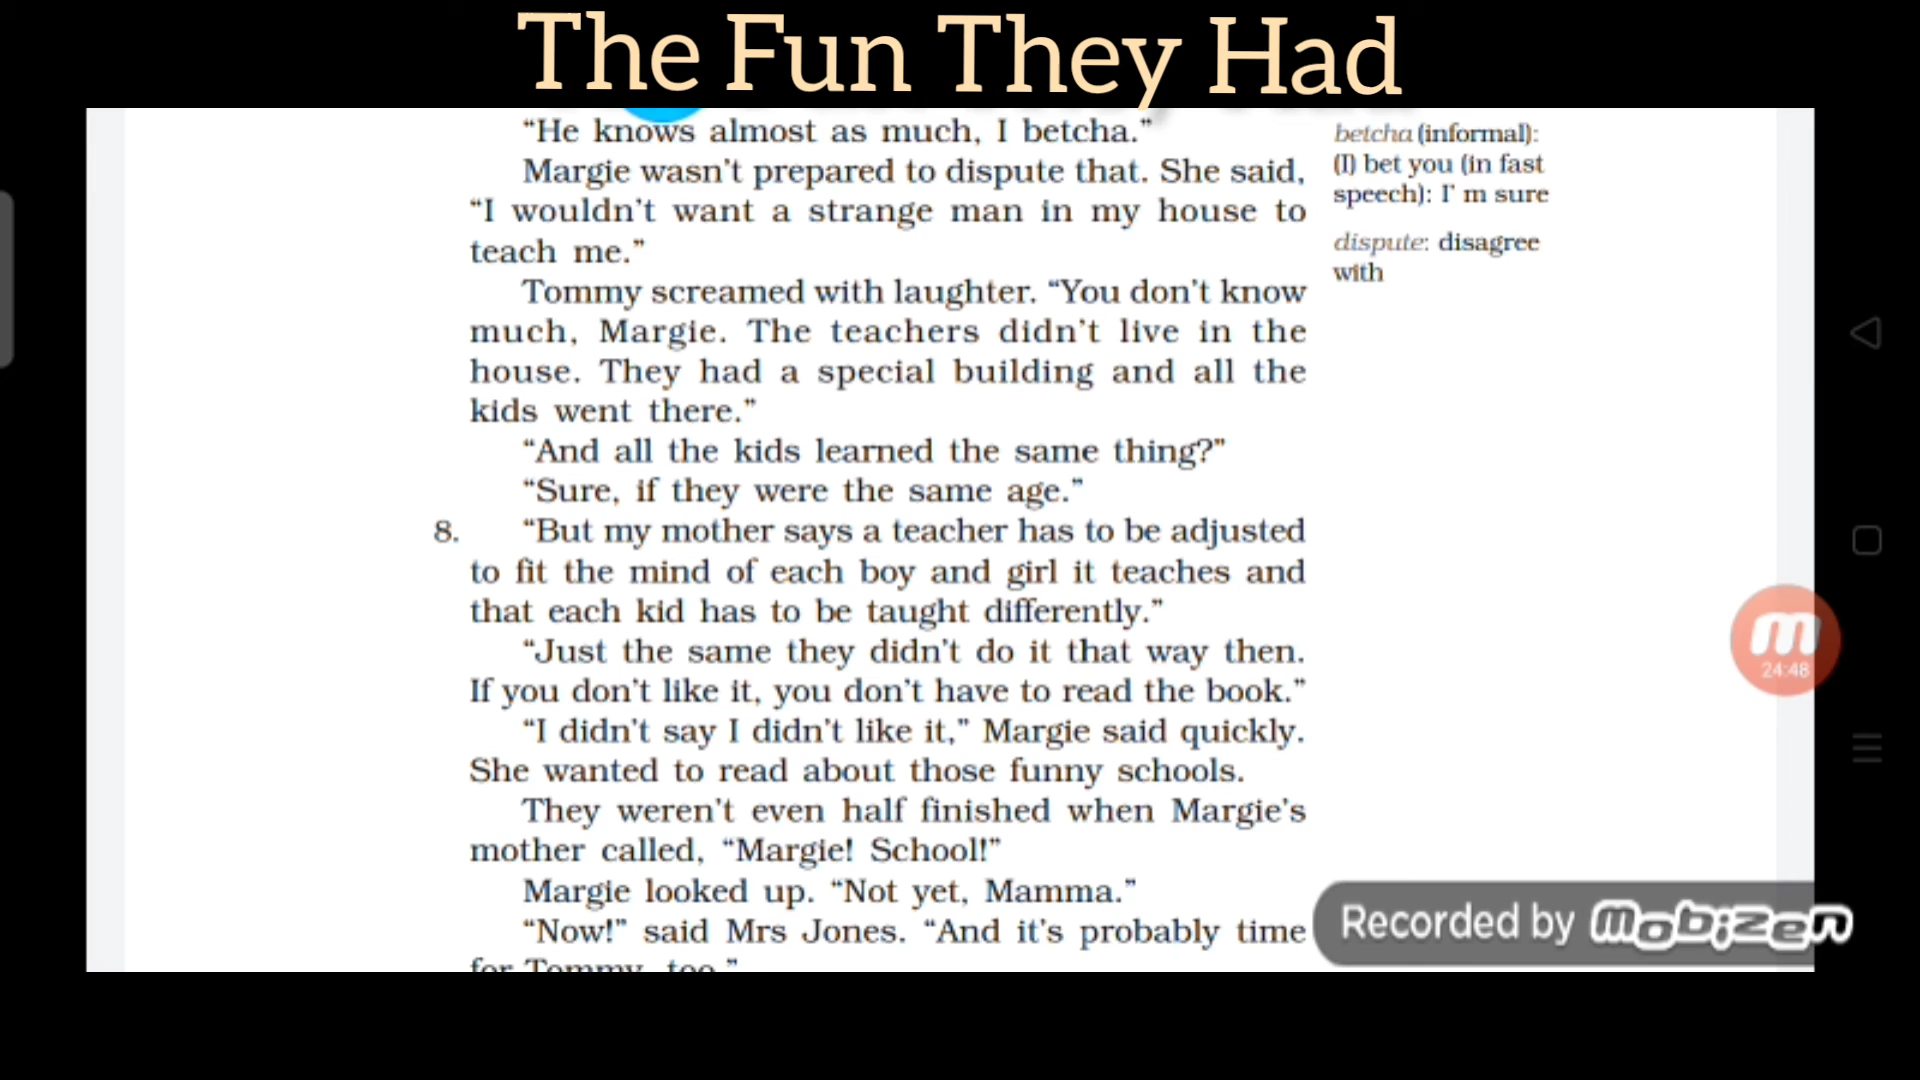 The Fun They Had
“He knows almost as much, I betcha.”
Margie wasn’t prepared to dispute that. She said,
“I wouldn’t want a strange man in my house to
teach me.”
Tommy screamed with laughter. “You don’t know
much, Margie. The teachers didn’t live in the
house. They had a special building and all the
kids went there.”
“And all the kids learned the same thing?”
“Sure, if they were the same age.”
8. “But my mother says a teacher has to be adjusted
to fit the mind of each boy and girl it teaches and
that each kid has to be taught differently.”
“Just the same they didn’t do it that way then.
If you don’t like it, you don’t have to read the book.”
“I didn’t say I didn’t like it,” Margie said quickly.
She wanted to read about those funny schools.
They weren’t even half finished when Margie’s
mother called, “Margie! School!”
Margie looked up. “Not yet, Mamma.”
“Now!” said Mrs Jones. “And it’s probably time
for Tommy, too.”
betcha (informal):
(I) bet you (in fast
speech): I’ m sure
dispute: disagree
with
24:48
Recorded by Mobizen